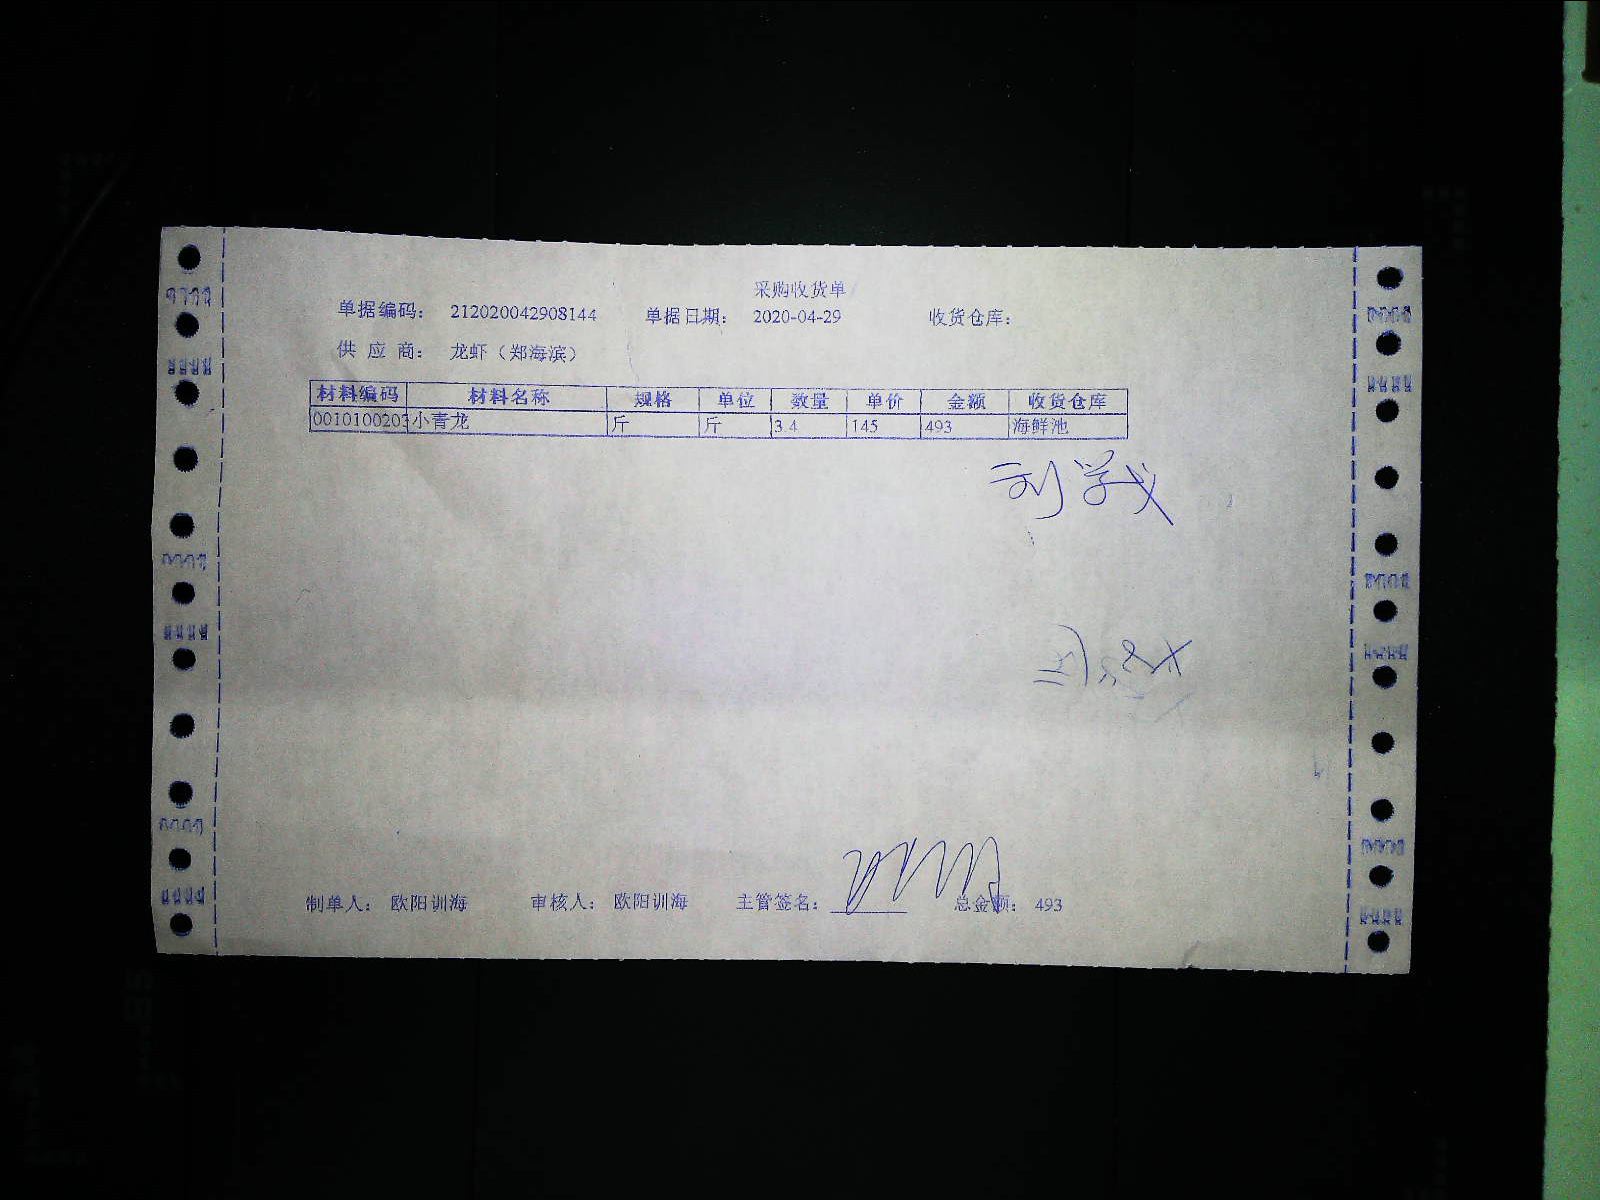 采购收货单
单据编码： 212020042908144 单据日期： 2020-04-29 收货仓库：
供 应 商： 龙虾（郑海滨）
材料编码 材料名称 规格 单位 数量 单价 金额 收货仓库
0010100203 小青龙 斤 斤 3.4 145 493 海鲜池
制单人： 欧阳训海 审核人： 欧阳训海 主管签名： 总金额： 493